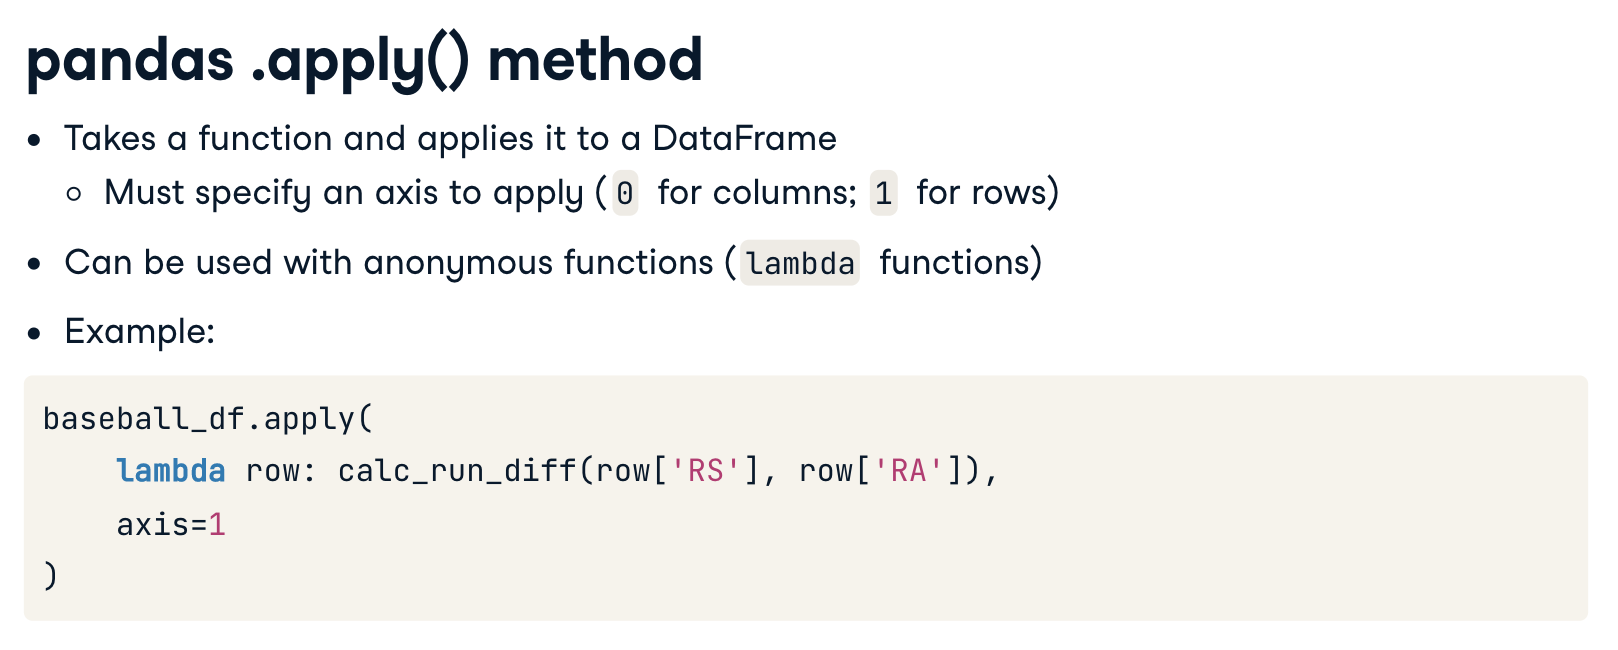 pandas .apply() method
• Takes a function and applies it to a DataFrame
○ Must specify an axis to apply ( 0 for columns; 1 for rows)
• Can be used with anonymous functions ( lambda functions)
• Example:
baseball_df.apply(
    lambda row: calc_run_diff(row['RS'], row['RA']),
    axis=1
)